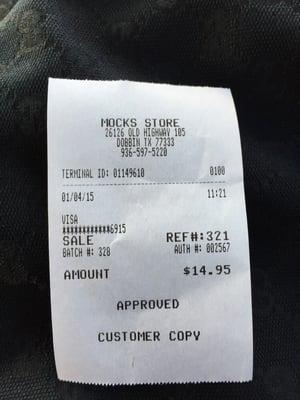 MOCKS STORE
26126 OLD HIGHWAY 105
DOBBIN TX 77333
936-597-5220
TERMINAL ID: 01149610 0100
01/04/15 11:21
VISA
************6915
SALE REF#:321
BATCH #: 328 AUTH #: 002567
AMOUNT $14.95
APPROVED
CUSTOMER COPY